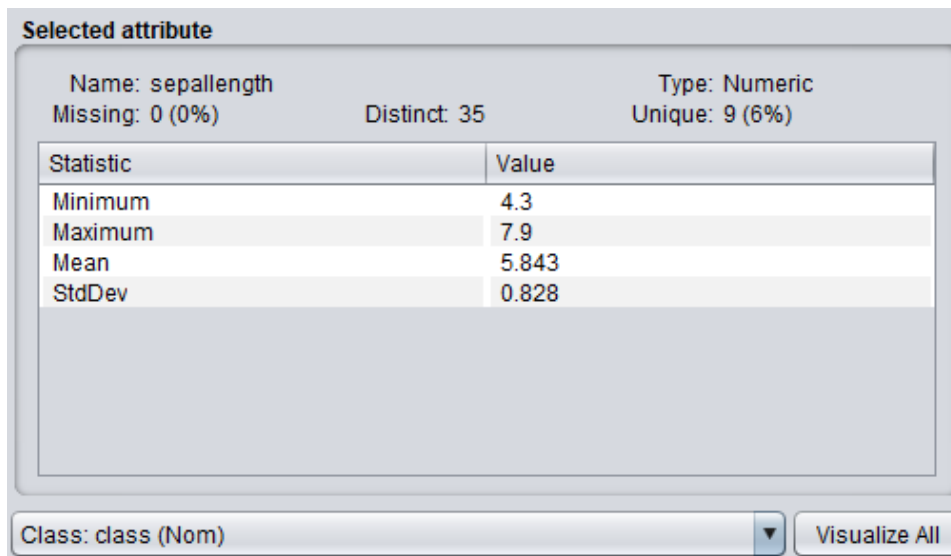 Selected attribute
Name: sepallength Type: Numeric
Missing: 0 (0%) Distinct: 35 Unique: 9 (6%)
Statistic Value
Minimum 4.3
Maximum 7.9
Mean 5.843
StdDev 0.828
Class: class (Nom) Visualize All